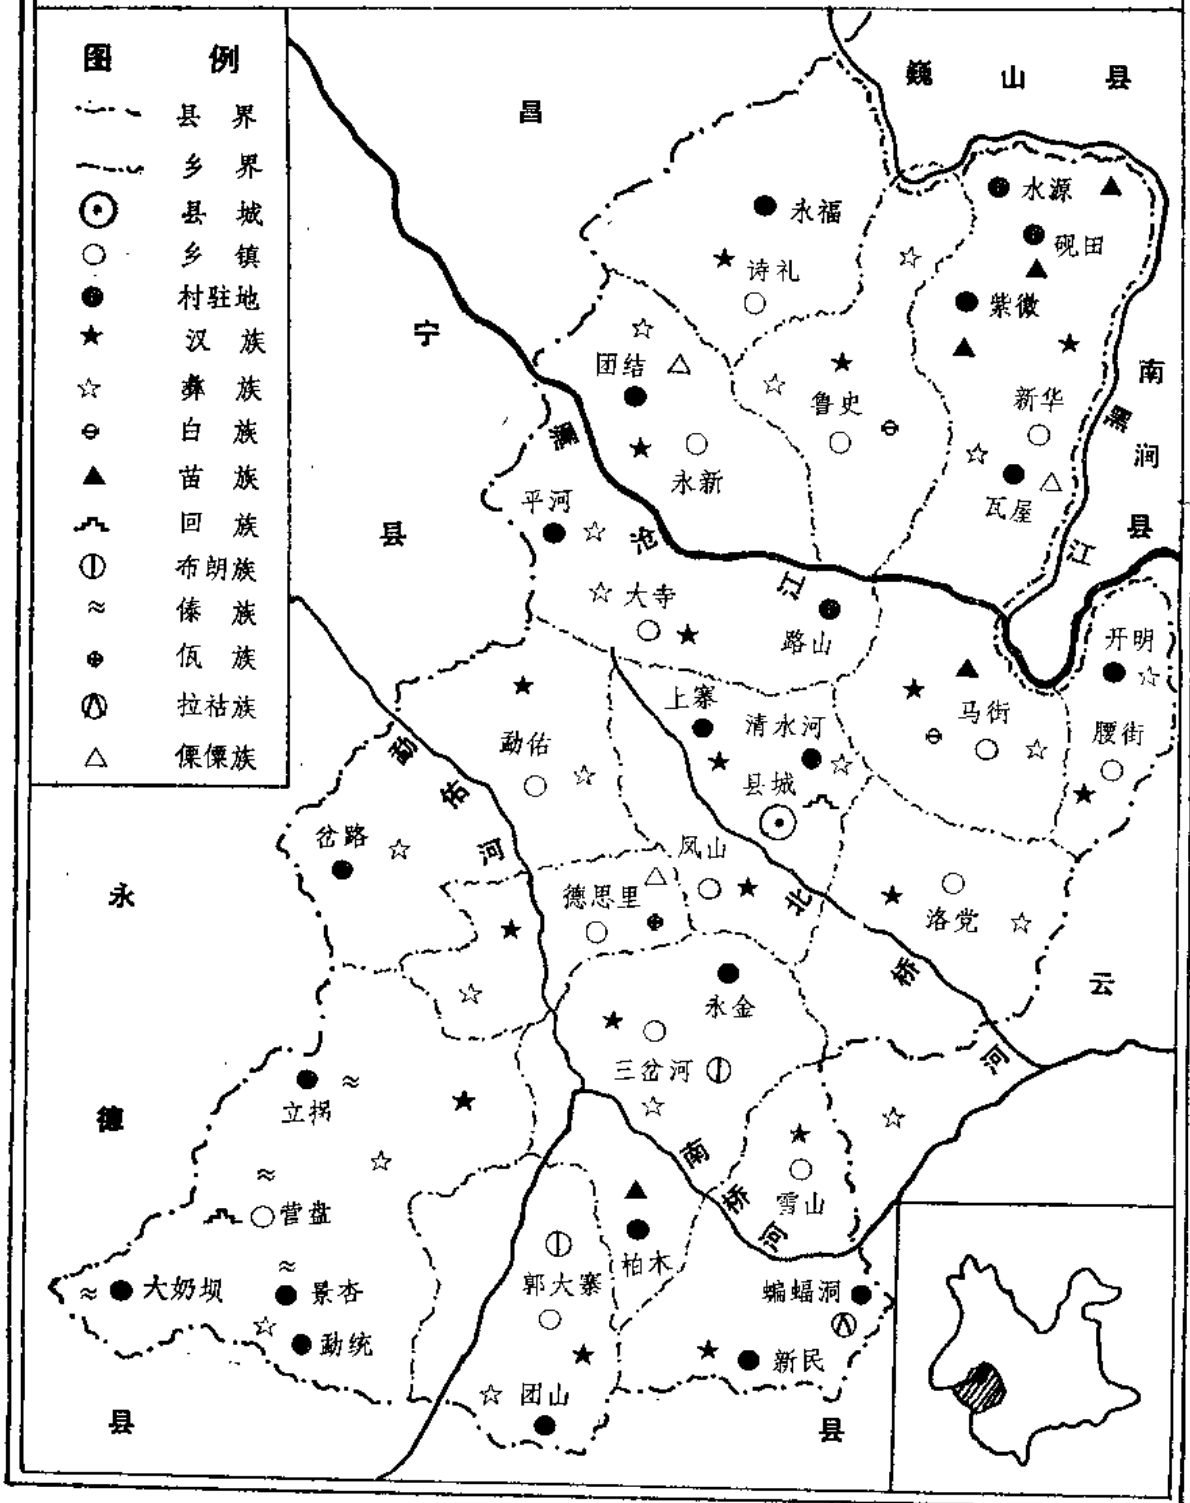 图 例
县 界
乡 界
县 城
乡 镇
村驻地
汉 族
彝 族
白 族
苗 族
回 族
布朗族
傣 族
佤 族
拉祜族
傈僳族
巍 山 县
昌
宁
县
南
涧
县
永
德
县
云
县
水源
砚田
永福
诗礼
紫微
团结
鲁史
新华
永新
瓦屋
平河
澜
沧
江
澜
江
大寺
路山
开明
上寨
清水河
马街
腰街
勐佑
县城
勐
佑
河
岔路
凤山
德思里
洛党
北
桥
河
永金
三岔河
立拐
雪山
南
桥
河
营盘
柏木
大奶坝
景杏
郭大寨
蝙蝠洞
勐统
新民
团山